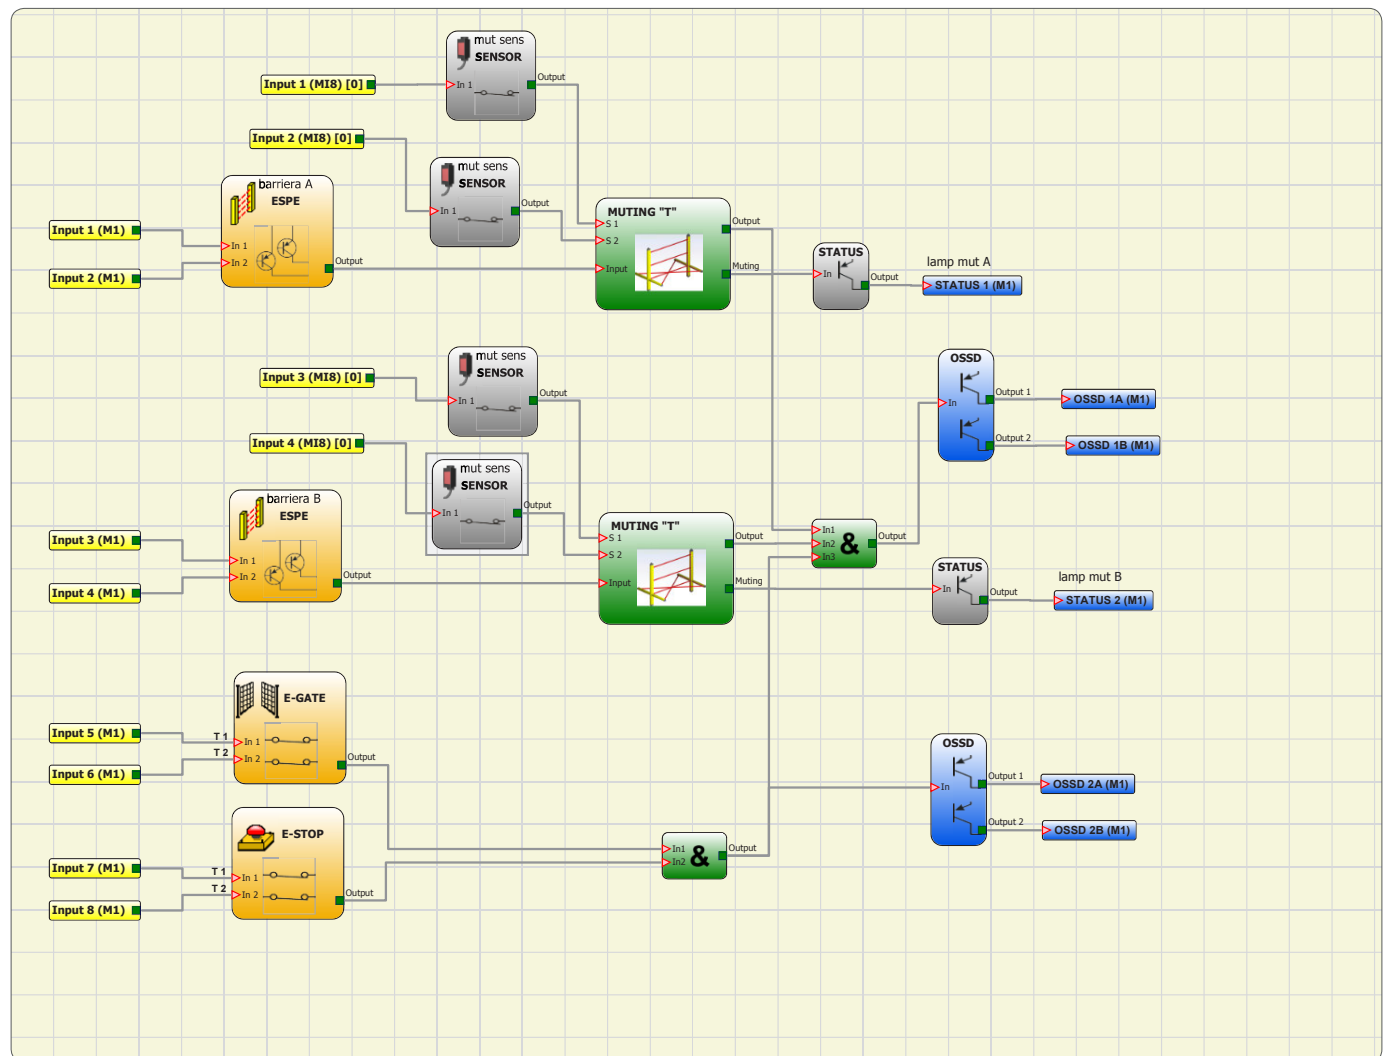 mut sens
SENSOR
Input 1 (MI8) [0]
In 1
Output
Input 2 (MI8) [0]
mut sens
SENSOR
In 1
Output
barriera A
ESPE
Input 1 (M1)
In 1
Input 2 (M1)
In 2
Output
MUTING "T"
S 1
S 2
Input
Output
Muting
STATUS
In
Output
lamp mut A
STATUS 1 (M1)
mut sens
SENSOR
Input 3 (MI8) [0]
In 1
Output
Input 4 (MI8) [0]
mut sens
SENSOR
In 1
Output
OSSD
In
Output 1
OSSD 1A (M1)
Output 2
OSSD 1B (M1)
barriera B
ESPE
Input 3 (M1)
In 1
Input 4 (M1)
In 2
Output
MUTING "T"
S 1
S 2
Input
Output
Muting
In1
In2
In3
&
Output
STATUS
In
Output
lamp mut B
STATUS 2 (M1)
E-GATE
Input 5 (M1)
T 1
In 1
Input 6 (M1)
T 2
In 2
Output
OSSD
In
Output 1
OSSD 2A (M1)
Output 2
OSSD 2B (M1)
E-STOP
Input 7 (M1)
T 1
In 1
Input 8 (M1)
T 2
In 2
Output
In1
In2
&
Output